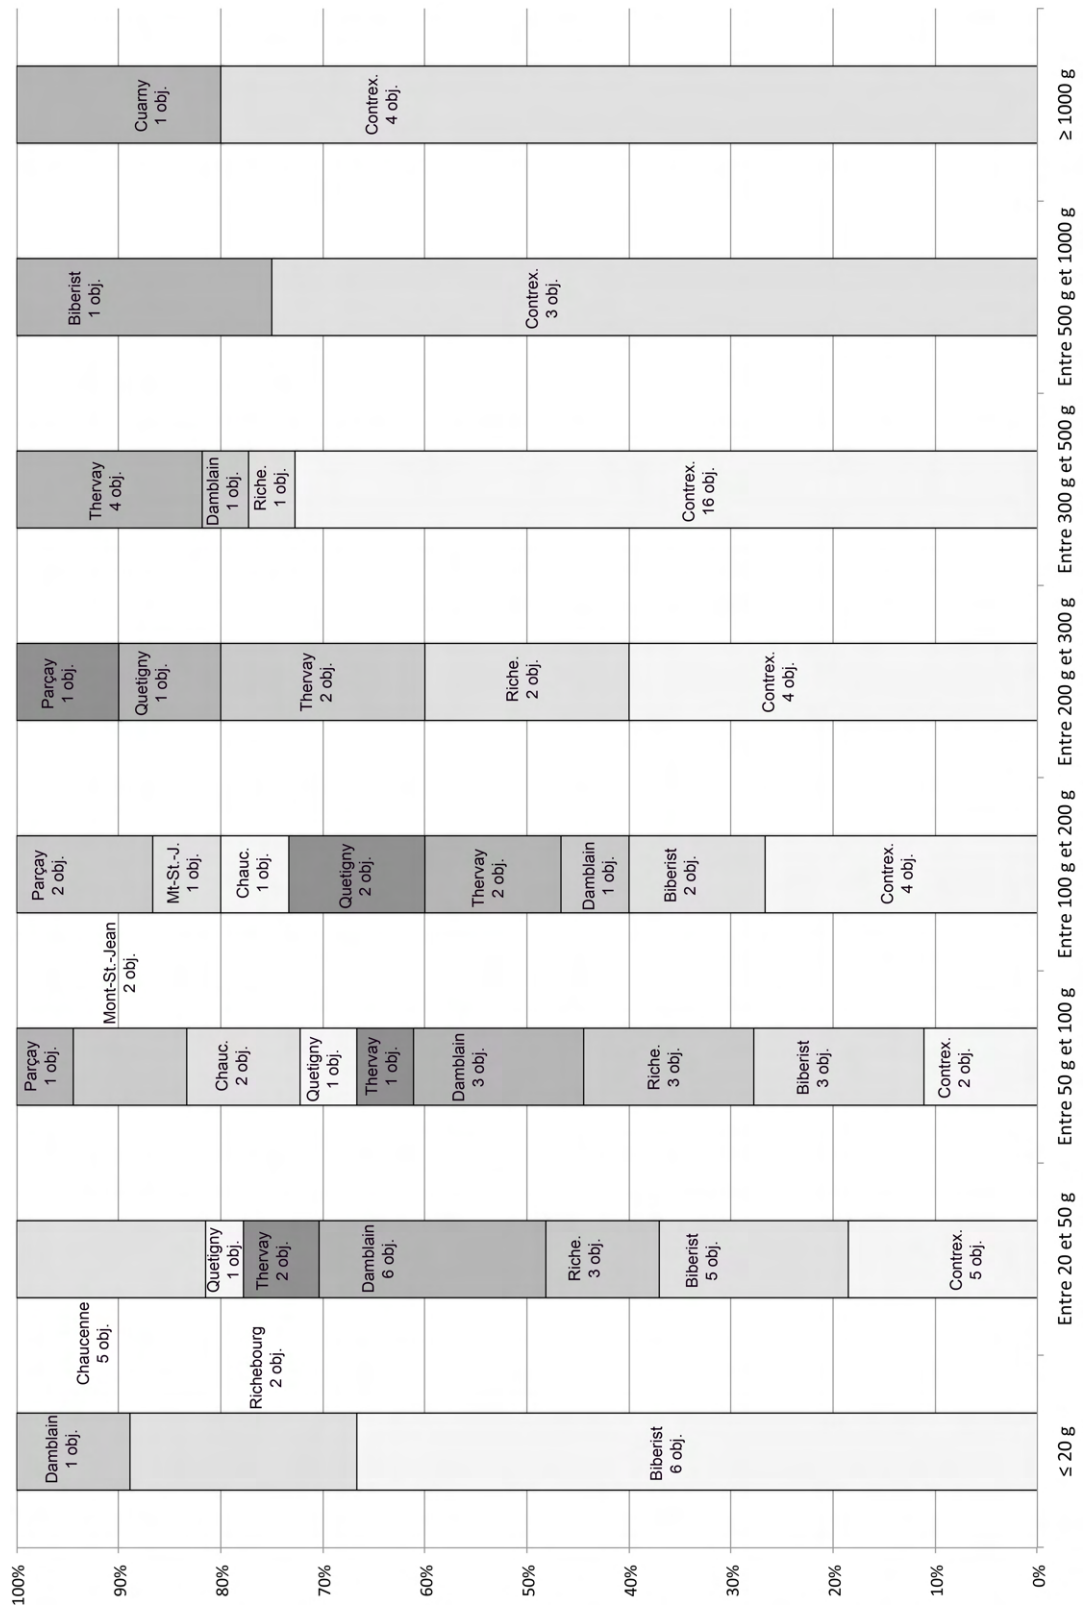 100%
90%
80%
70%
60%
50%
40%
30%
20%
10%
0%
Damblain
1 obj.
Richebourg
2 obj.
Biberist
6 obj.
≤ 20 g
Chaucenne
5 obj.
Quetigny
1 obj.
Thervay
2 obj.
Damblain
6 obj.
Riche.
3 obj.
Biberist
5 obj.
Contrex.
5 obj.
Entre 20 et 50 g
Parçay
1 obj.
Mont-St.-Jean
2 obj.
Chauc.
2 obj.
Quetigny
1 obj.
Thervay
1 obj.
Damblain
3 obj.
Riche.
3 obj.
Biberist
3 obj.
Contrex.
2 obj.
Entre 50 g et 100 g
Parçay
2 obj.
Mt-St.-J.
1 obj.
Chauc.
1 obj.
Quetigny
2 obj.
Thervay
2 obj.
Damblain
1 obj.
Biberist
2 obj.
Contrex.
4 obj.
Entre 100 g et 200 g
Parçay
1 obj.
Quetigny
1 obj.
Thervay
2 obj.
Riche.
2 obj.
Contrex.
4 obj.
Entre 200 g et 300 g
Thervay
4 obj.
Damblain
1 obj.
Riche.
1 obj.
Contrex.
16 obj.
Entre 300 g et 500 g
Biberist
1 obj.
Contrex.
3 obj.
Entre 500 g et 1000 g
Cuarny
1 obj.
Contrex.
4 obj.
≥ 1000 g